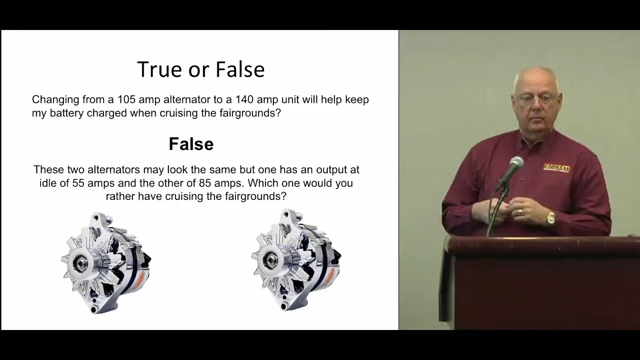 True or False
Changing from a 105 amp alternator to a 140 amp unit will help keep
my battery charged when cruising the fairgrounds?
False
These two alternators may look the same but one has an output at
idle of 55 amps and the other of 85 amps. Which one would you
rather have cruising the fairgrounds?